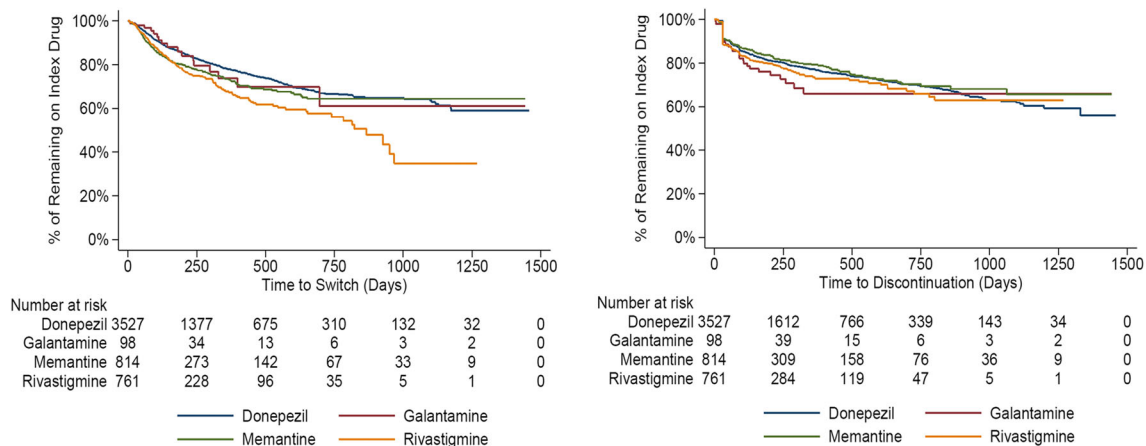 % of Remaining on Index Drug
100%
80%
60%
40%
20%
0%
0 250 500 750 1000 1250 1500
Time to Switch (Days)
Number at risk
Donepezil 3527 1377 675 310 132 32 0
Galantamine 98 34 13 6 3 2 0
Memantine 814 273 142 67 33 9 0
Rivastigmine 761 228 96 35 5 1 0
Donepezil Galantamine
Memantine Rivastigmine
% of Remaining on Index Drug
100%
80%
60%
40%
20%
0%
0 250 500 750 1000 1250 1500
Time to Discontinuation (Days)
Number at risk
Donepezil 3527 1612 766 339 143 34 0
Galantamine 98 39 15 6 3 2 0
Memantine 814 309 158 76 36 9 0
Rivastigmine 761 284 119 47 5 1 0
Donepezil Galantamine
Memantine Rivastigmine